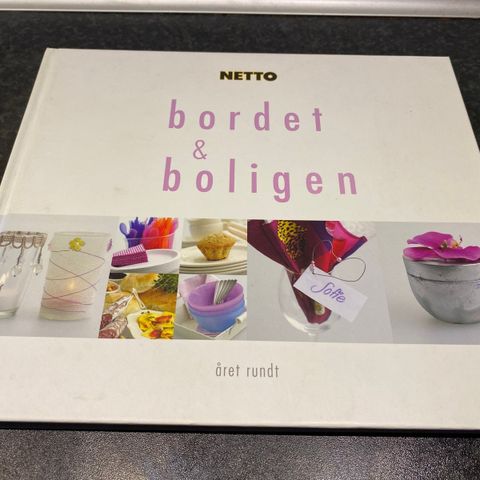 NETTO
bordet
&
boligen
Sofie
året rundt